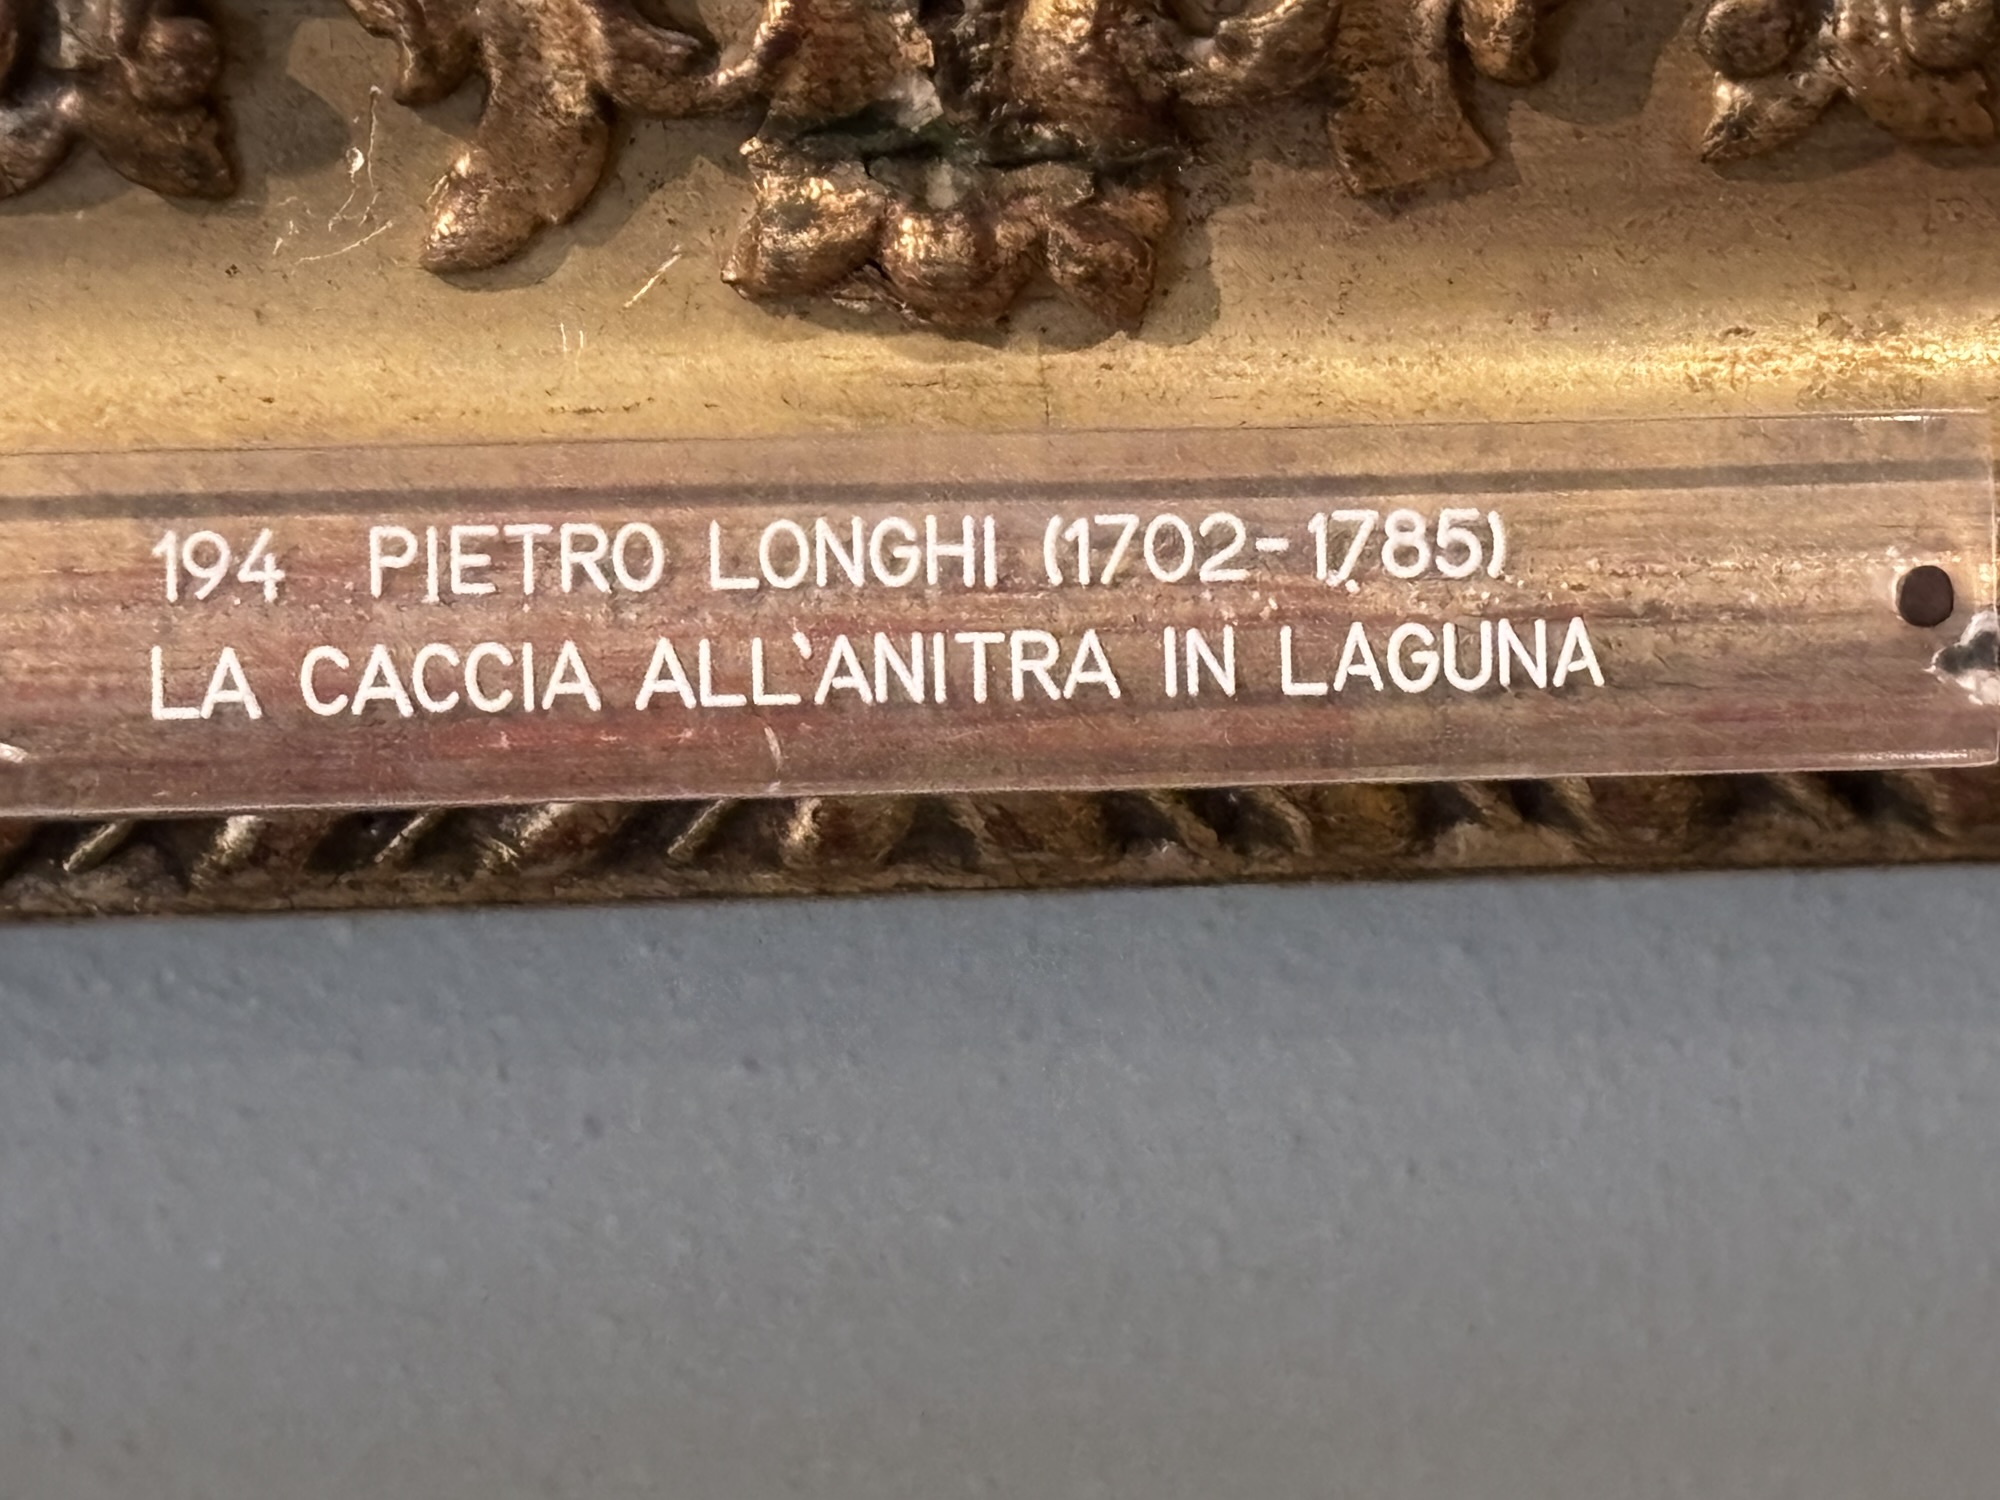 194 PIETRO LONGHI (1702-1785)
LA CACCIA ALL'ANITRA IN LAGUNA